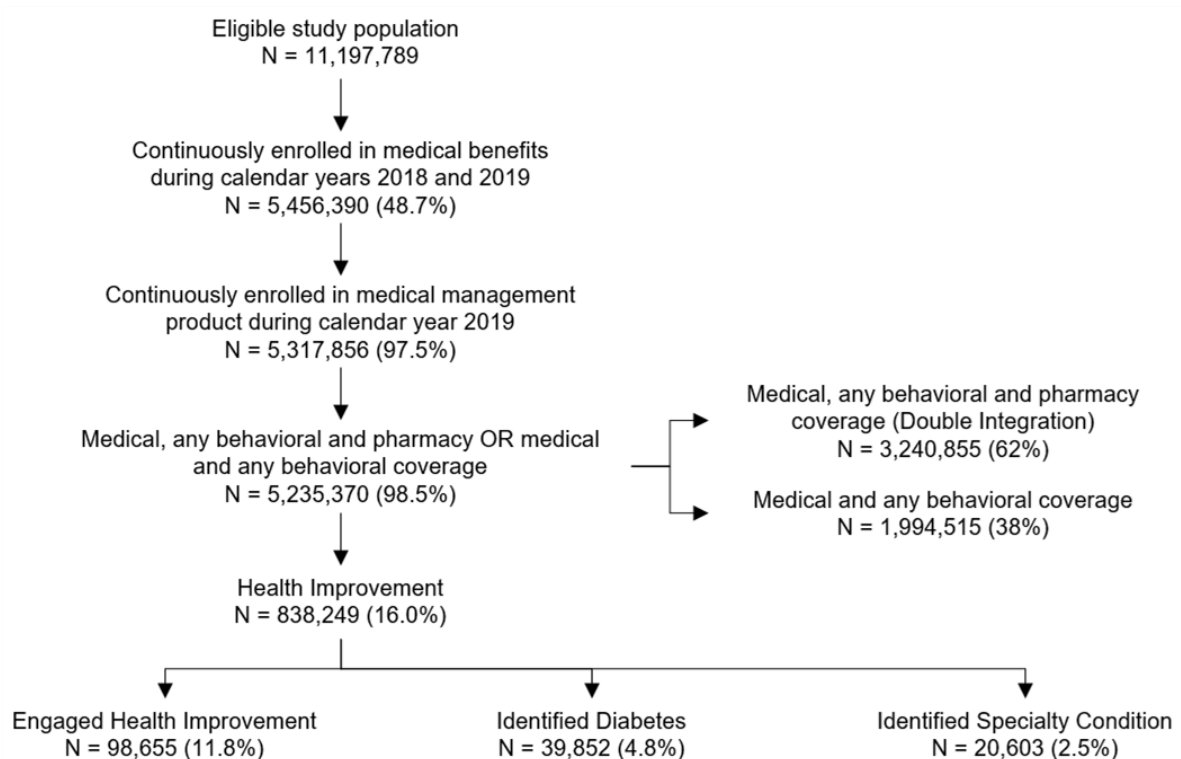 Eligible study population
N = 11,197,789
Continuously enrolled in medical benefits
during calendar years 2018 and 2019
N = 5,456,390 (48.7%)
Continuously enrolled in medical management
product during calendar year 2019
N = 5,317,856 (97.5%)
Medical, any behavioral and pharmacy OR medical
and any behavioral coverage
N = 5,235,370 (98.5%)
Medical, any behavioral and pharmacy
coverage (Double Integration)
N = 3,240,855 (62%)
Medical and any behavioral coverage
N = 1,994,515 (38%)
Health Improvement
N = 838,249 (16.0%)
Engaged Health Improvement
N = 98,655 (11.8%)
Identified Diabetes
N = 39,852 (4.8%)
Identified Specialty Condition
N = 20,603 (2.5%)